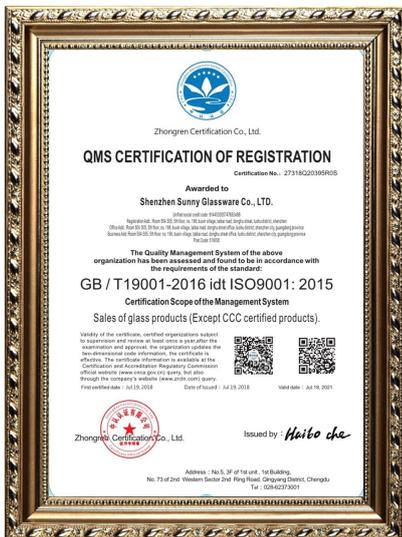 Zhongren Certification Co., Ltd.
QMS CERTIFICATION OF REGISTRATION
Certification No.: 27318Q20395R0S
Awarded to
Shenzhen Sunny Glassware Co., LTD.
The Quality Management System of the above
organization has been assessed and found to be in accordance with
the requirements of the standard:
GB / T19001-2016 idt ISO9001: 2015
Certification Scope of the Management System
Sales of glass products (Except CCC certified products).
Validity of the certificate, certified organizations subject
to supervision and review at least once a year.after the
examination and approval, the organization updates the
two-dimensional code information, the certificate is
effective. The certificate information is available at the
Certification and Accreditation Regulatory Commission
official website (www.cnca.gov.cn) query, but also
through the company's website (www.zrctn.com) query.
First certified date : Jul.19, 2018 Date of Issued : Jul 19, 2018 Valid date : Jul 18, 2021
Zhongren Certification Co., Ltd.
Issued by : Haibo che
Address : No.5, 3F of 1st unit , 1st Building,
No. 73 of 2nd Western Sector 2nd Ring Road, Qingyang District, Chengdu
Tel : 028-62373001